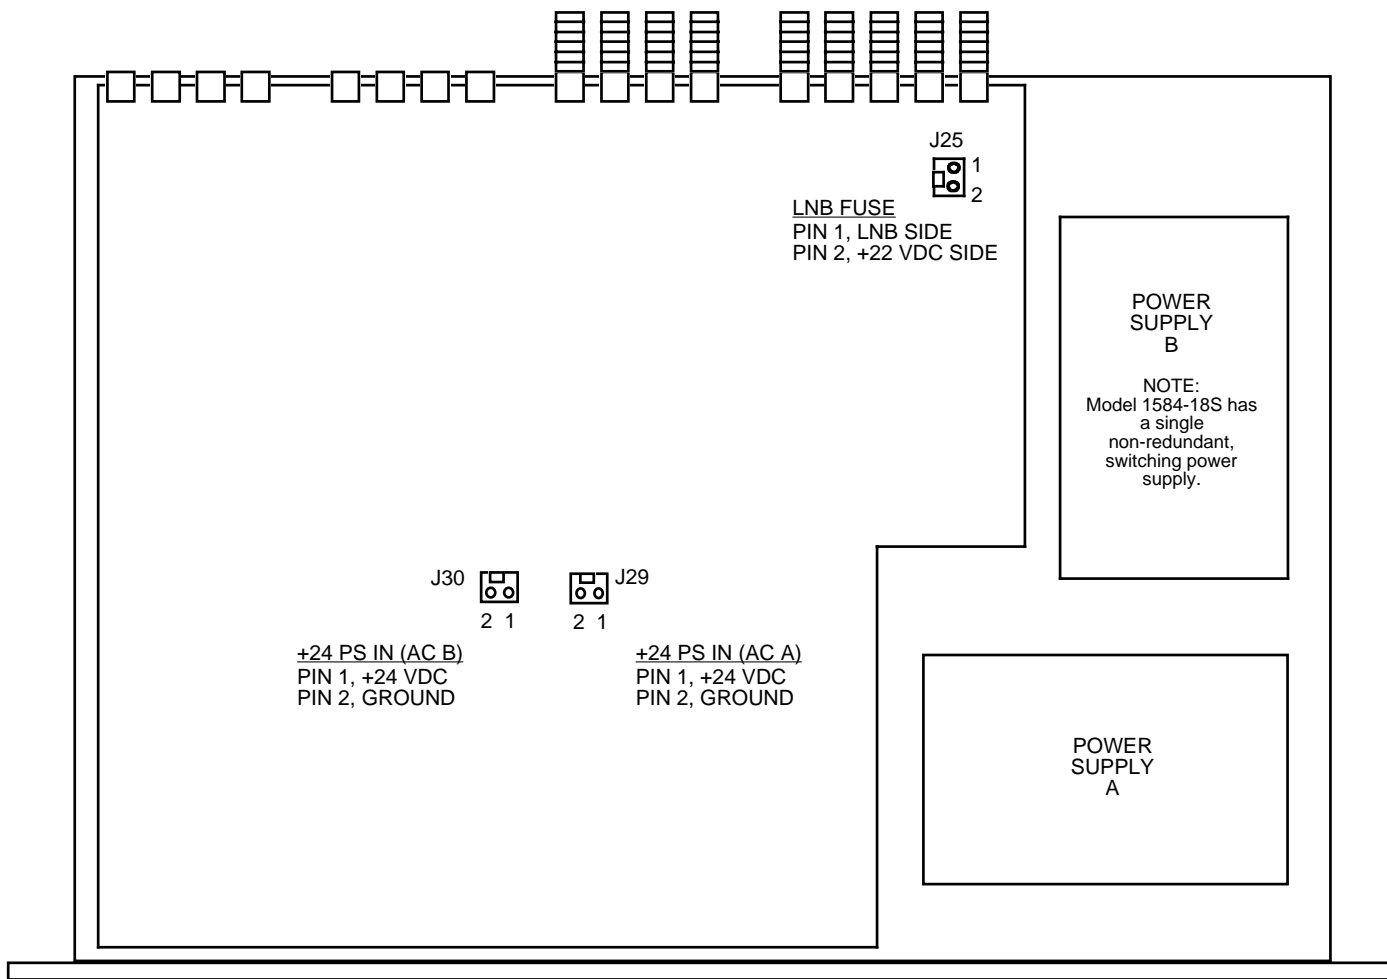 J25
1
2
LNB FUSE
PIN 1, LNB SIDE
PIN 2, +22 VDC SIDE
POWER
SUPPLY
B
NOTE:
Model 1584-18S has
a single
non-redundant,
switching power
supply.
J30
2 1
J29
2 1
+24 PS IN (AC B)
PIN 1, +24 VDC
PIN 2, GROUND
+24 PS IN (AC A)
PIN 1, +24 VDC
PIN 2, GROUND
POWER
SUPPLY
A